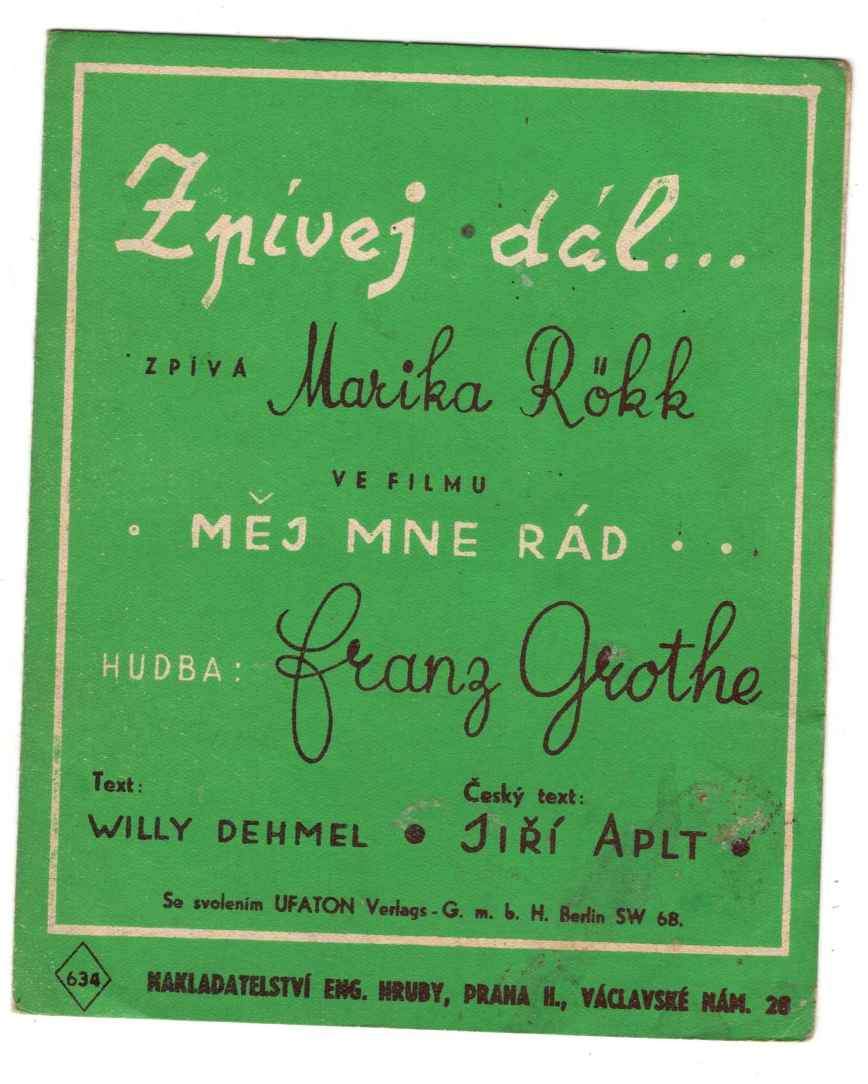 Zpívej dál...
ZPÍVÁ Marika Rökk
VE FILMU
MĚJ MNE RÁD
HUDBA: Franz Grothe
Text: Český text:
WILLY DEHMEL • JIŘÍ APLT •
Se svolením UFATON Verlags-G. m. b. H. Berlin SW 68.
634 NAKLADATELSTVÍ ENG. HRUBY, PRAHA II., VÁCLAVSKÉ NÁM. 28